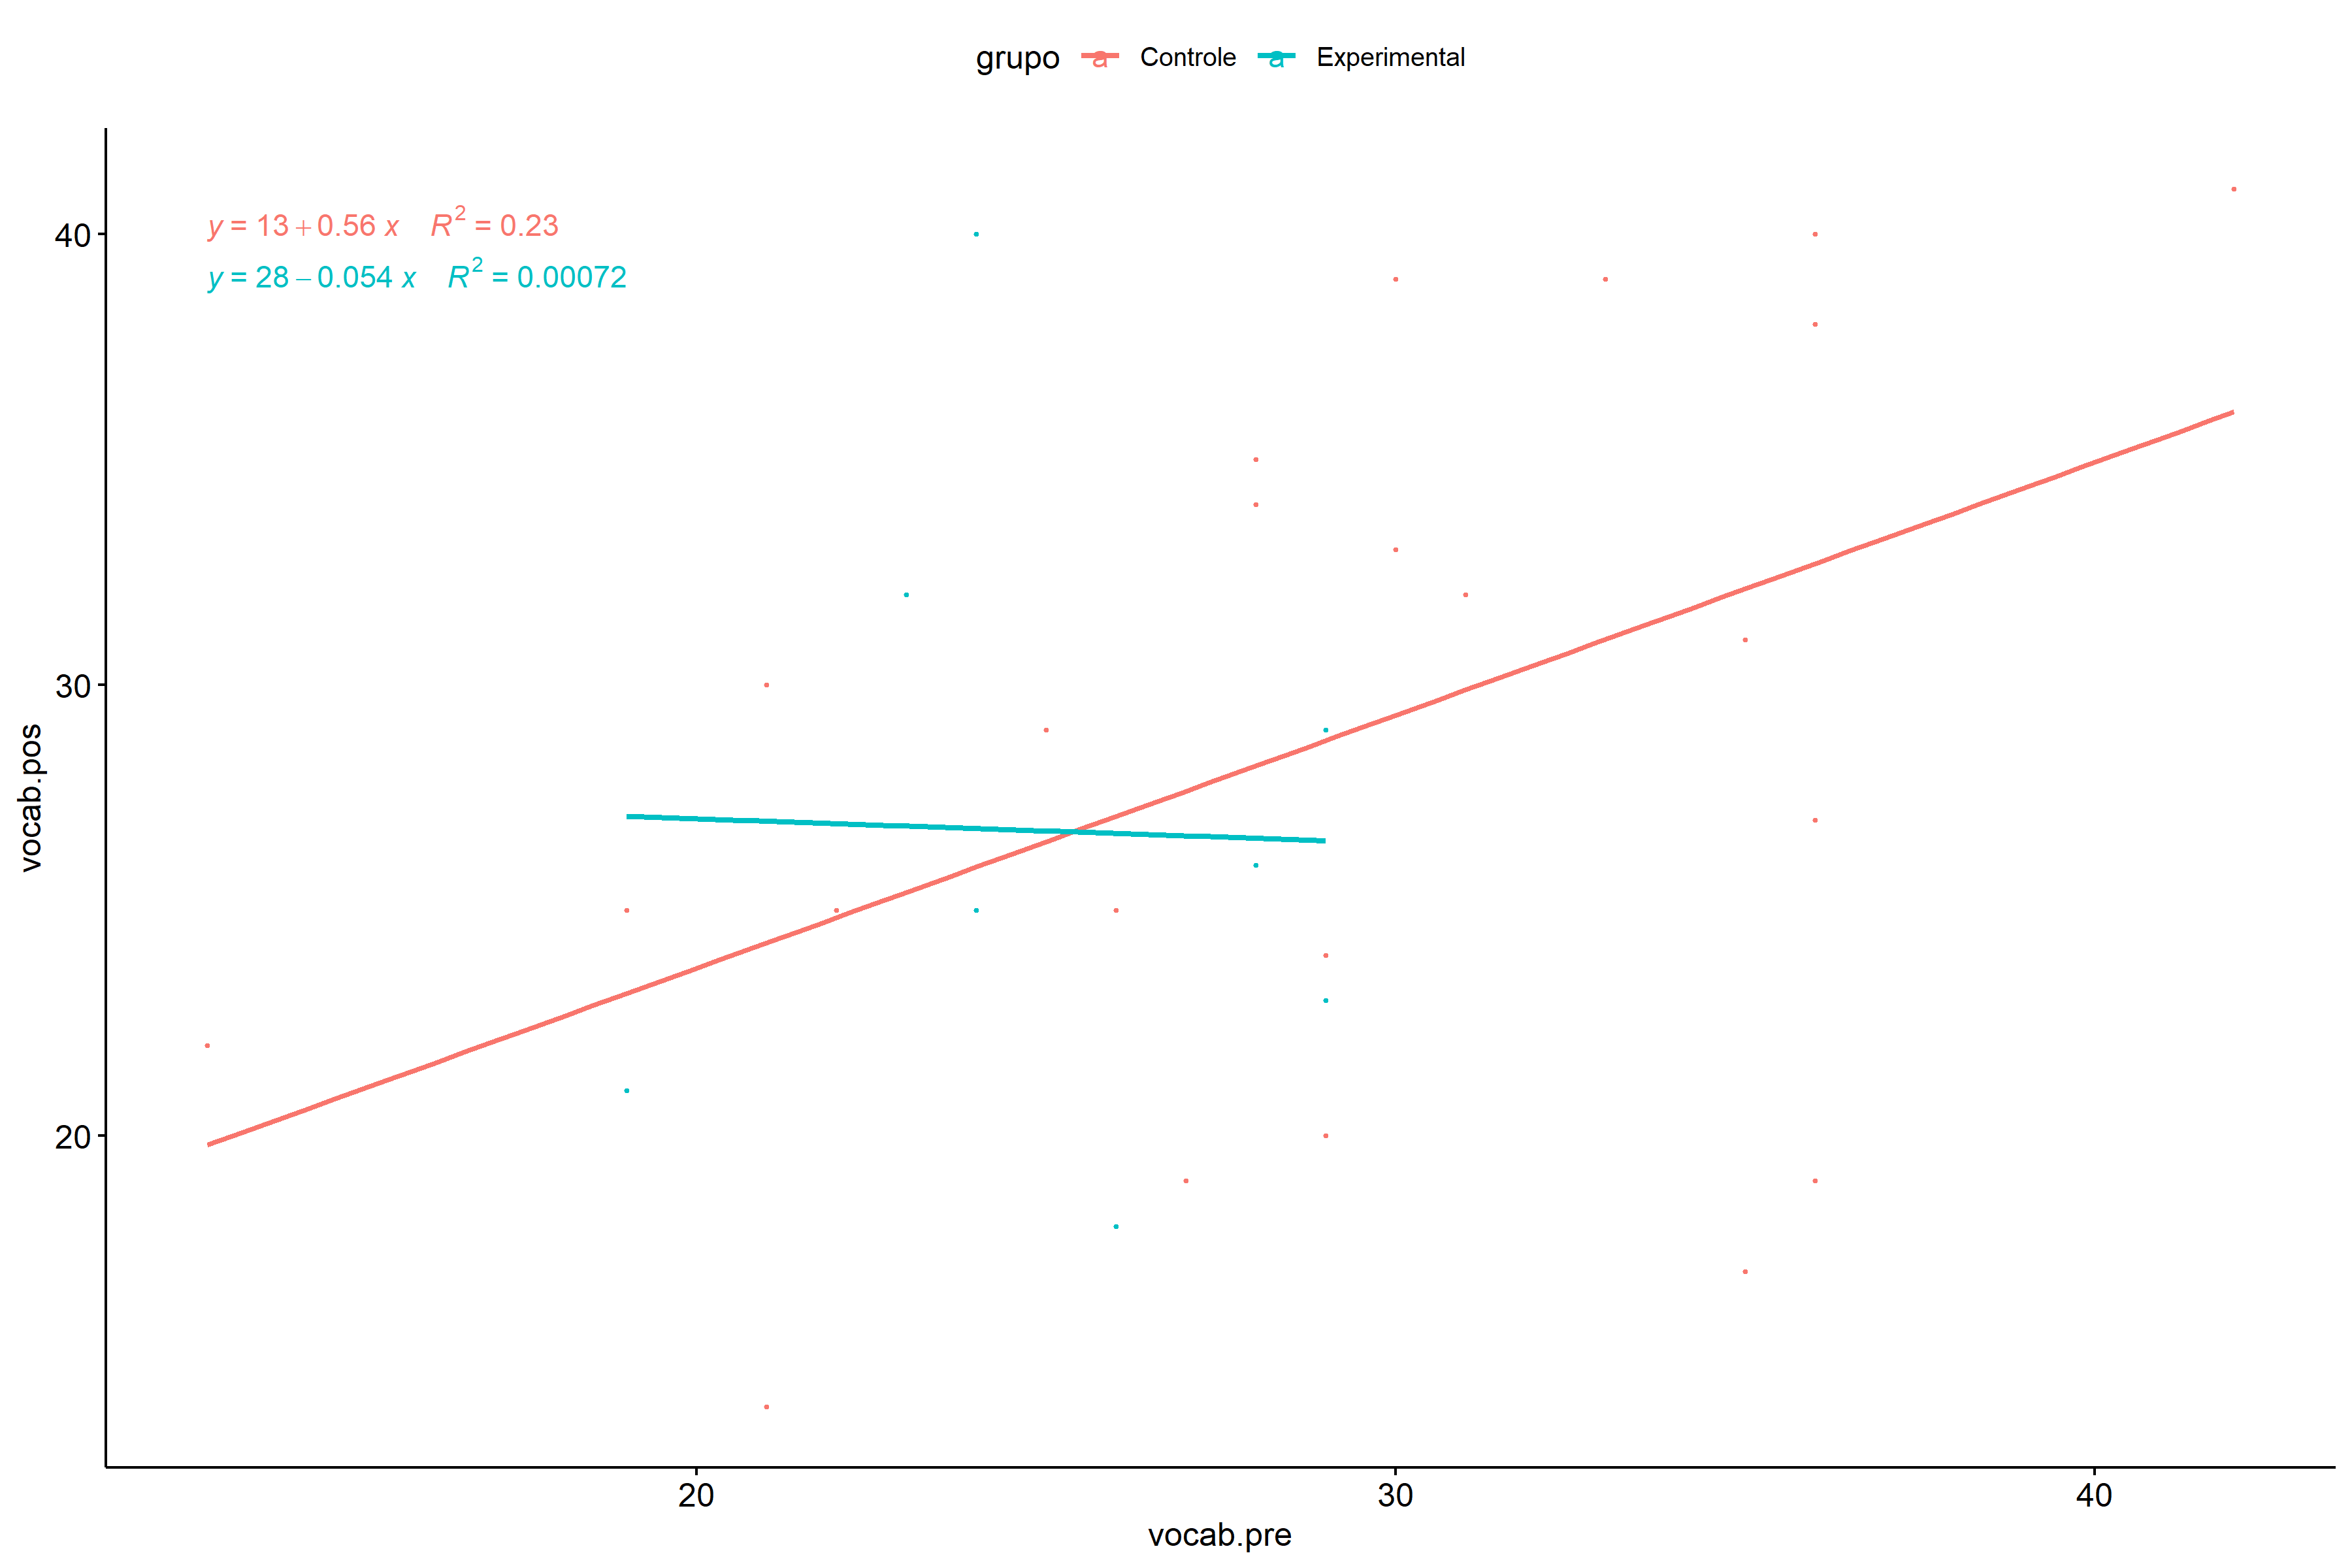 grupo a Controle a Experimental
y = 13 + 0.56 x R² = 0.23
y = 28 − 0.054 x R² = 0.00072
40
30
20
vocab.pos
20 30 40
vocab.pre